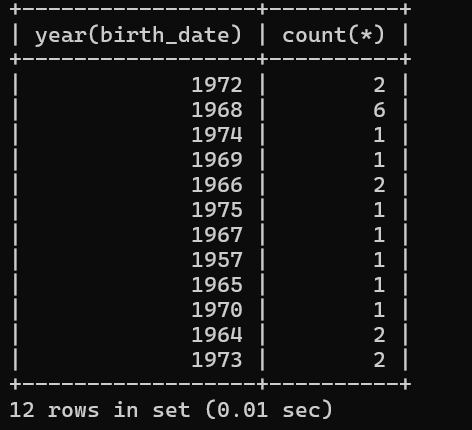 +------------------+----------+
| year(birth_date) | count(*) |
+------------------+----------+
|             1972 |        2 |
|             1968 |        6 |
|             1974 |        1 |
|             1969 |        1 |
|             1966 |        2 |
|             1975 |        1 |
|             1967 |        1 |
|             1957 |        1 |
|             1965 |        1 |
|             1970 |        1 |
|             1964 |        2 |
|             1973 |        2 |
+------------------+----------+
12 rows in set (0.01 sec)